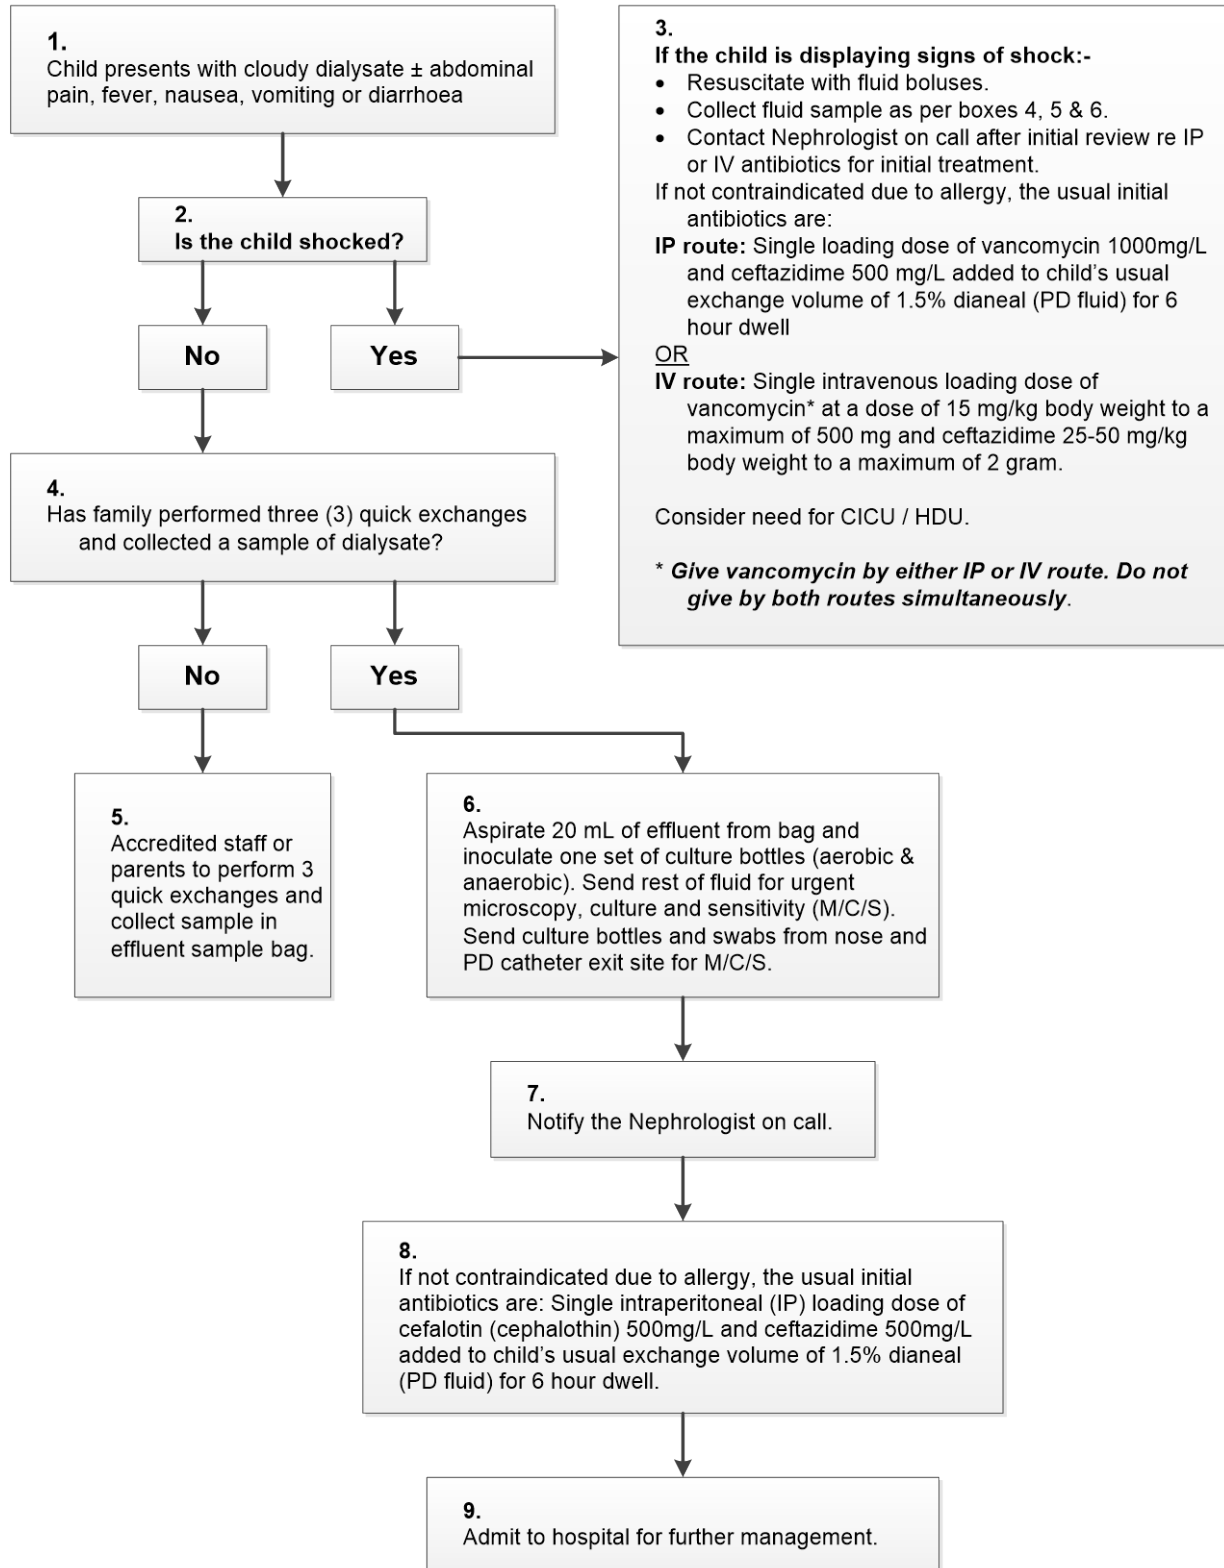 1.
Child presents with cloudy dialysate ± abdominal
pain, fever, nausea, vomiting or diarrhoea
2.
Is the child shocked?
No
Yes
3.
If the child is displaying signs of shock:-
• Resuscitate with fluid boluses.
• Collect fluid sample as per boxes 4, 5 & 6.
• Contact Nephrologist on call after initial review re IP
or IV antibiotics for initial treatment.
If not contraindicated due to allergy, the usual initial
antibiotics are:
IP route: Single loading dose of vancomycin 1000mg/L
and ceftazidime 500 mg/L added to child's usual
exchange volume of 1.5% dianeal (PD fluid) for 6
hour dwell
OR
IV route: Single intravenous loading dose of
vancomycin* at a dose of 15 mg/kg body weight to a
maximum of 500 mg and ceftazidime 25-50 mg/kg
body weight to a maximum of 2 gram.
Consider need for CICU / HDU.
* Give vancomycin by either IP or IV route. Do not
give by both routes simultaneously.
4.
Has family performed three (3) quick exchanges
and collected a sample of dialysate?
No
Yes
5.
Accredited staff or
parents to perform 3
quick exchanges and
collect sample in
effluent sample bag.
6.
Aspirate 20 mL of effluent from bag and
inoculate one set of culture bottles (aerobic &
anaerobic). Send rest of fluid for urgent
microscopy, culture and sensitivity (M/C/S).
Send culture bottles and swabs from nose and
PD catheter exit site for M/C/S.
7.
Notify the Nephrologist on call.
8.
If not contraindicated due to allergy, the usual initial
antibiotics are: Single intraperitoneal (IP) loading dose of
cefalotin (cephalothin) 500mg/L and ceftazidime 500mg/L
added to child's usual exchange volume of 1.5% dianeal
(PD fluid) for 6 hour dwell.
9.
Admit to hospital for further management.